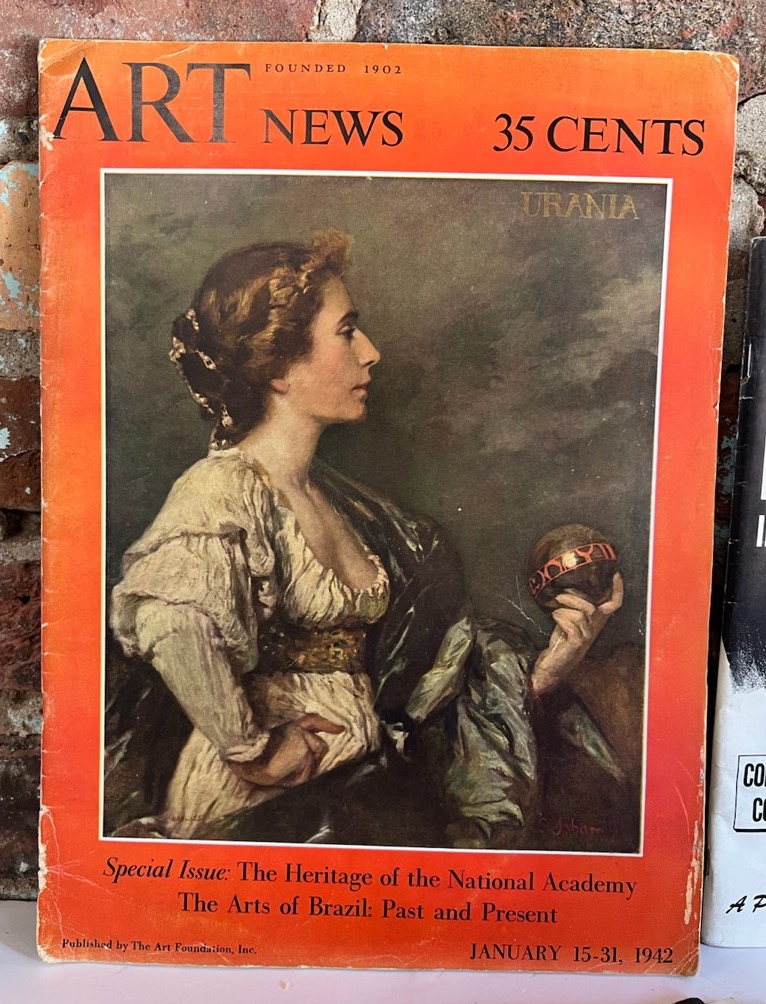 ART NEWS
FOUNDED 1902
35 CENTS
URANIA
Special Issue: The Heritage of the National Academy
The Arts of Brazil: Past and Present
Published by The Art Foundation, Inc.
JANUARY 15-31, 1942